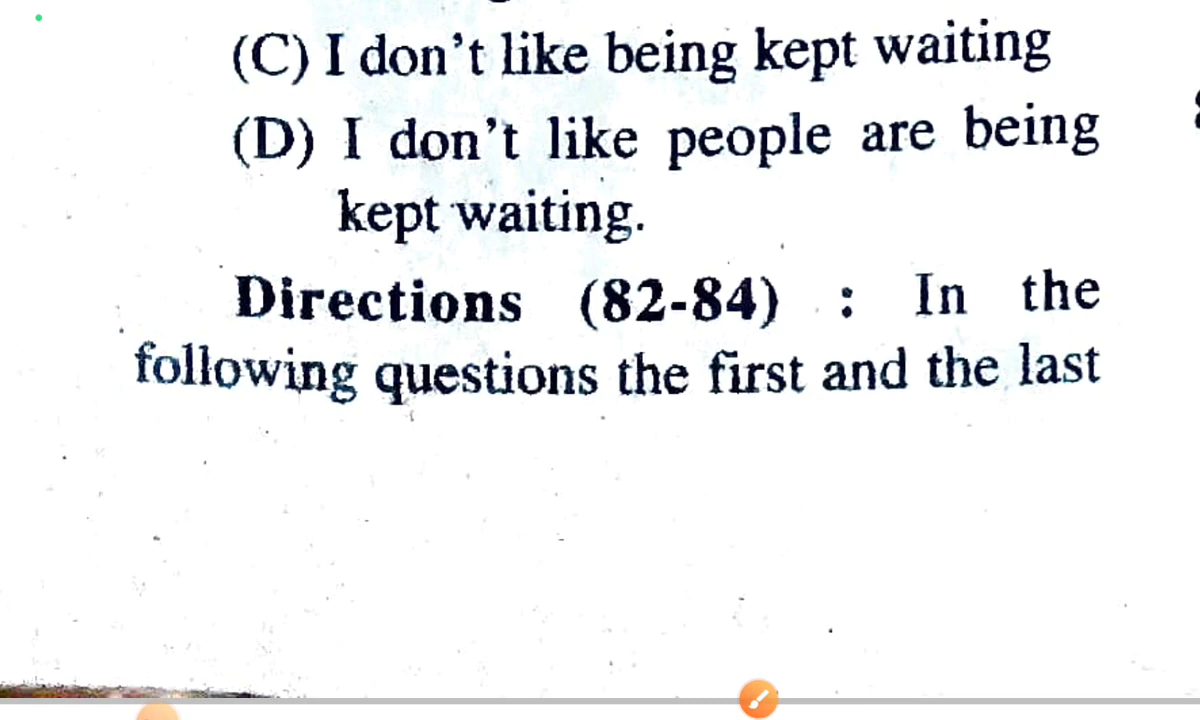 (C) I don't like being kept waiting
(D) I don't like people are being
kept waiting.
Directions (82-84) : In the
following questions the first and the last